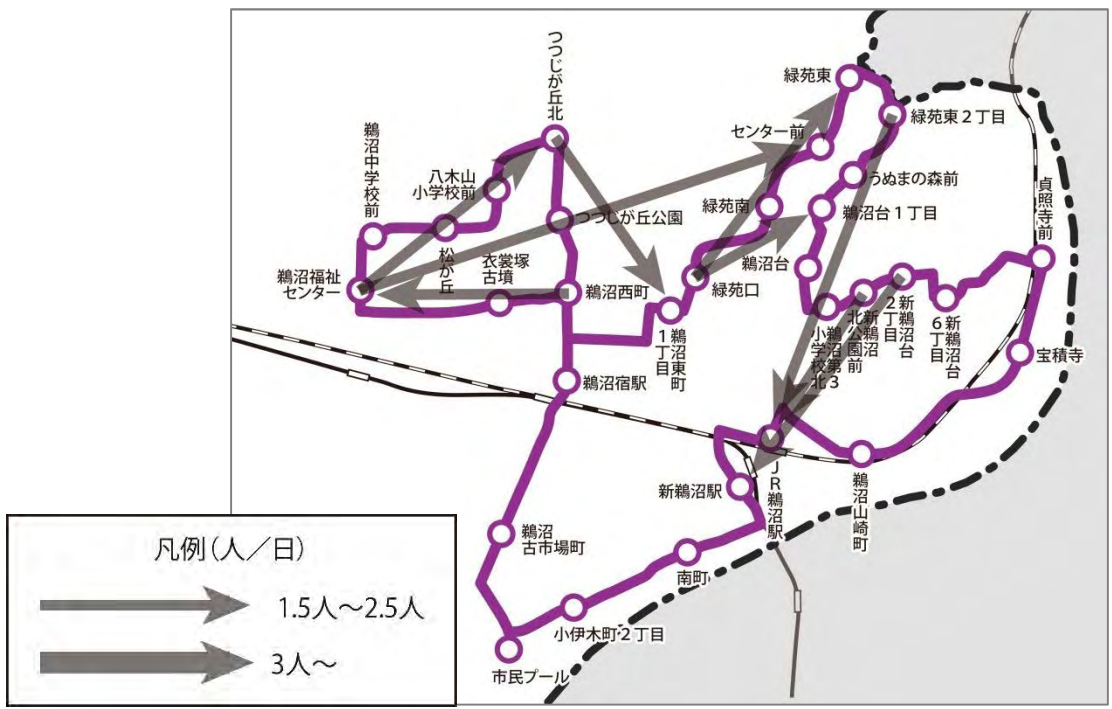 つつじが丘北
緑苑東
緑苑東2丁目
センター前
鵜沼中学校前
八木山
小学校前
うぬまの森前
緑苑南
鵜沼台1丁目
つつじが丘公園
貞照寺前
松が丘
衣裳塚
古墳
鵜沼台
鵜沼福祉
センター
鵜沼西町
緑苑口
鵜沼東町
1丁目
鵜沼第3
小学校北
新鵜沼
北公園前
新鵜沼台
2丁目
新鵜沼台
6丁目
宝積寺
鵜沼宿駅
JR鵜沼駅
新鵜沼駅
鵜沼山崎町
鵜沼
古市場町
南町
小伊木町2丁目
市民プール
凡例(人/日)
1.5人~2.5人
3人~